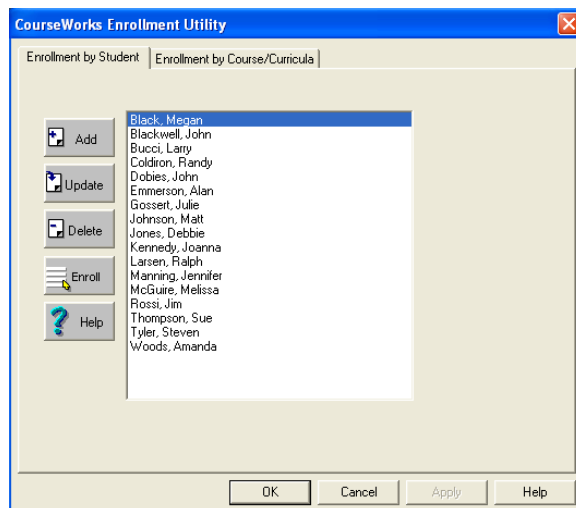 CourseWorks Enrollment Utility
Enrollment by Student
Enrollment by Course/Curricula
Add
Update
Delete
Enroll
Help
Black, Megan
Blackwell, John
Bucci, Larry
Coldiron, Randy
Dobies, John
Emmerson, Alan
Gossert, Julie
Johnson, Matt
Jones, Debbie
Kennedy, Joanna
Larsen, Ralph
Manning, Jennifer
McGuire, Melissa
Rossi, Jim
Thompson, Sue
Tyler, Steven
Woods, Amanda
OK
Cancel
Apply
Help